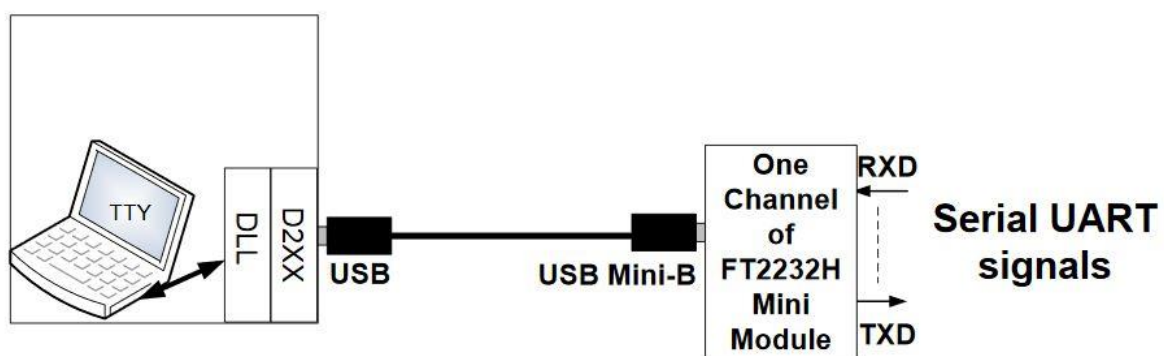 TTY
DLL
D2XX
USB
USB Mini-B
One
Channel
of
FT2232H
Mini
Module
RXD
TXD
Serial UART
signals